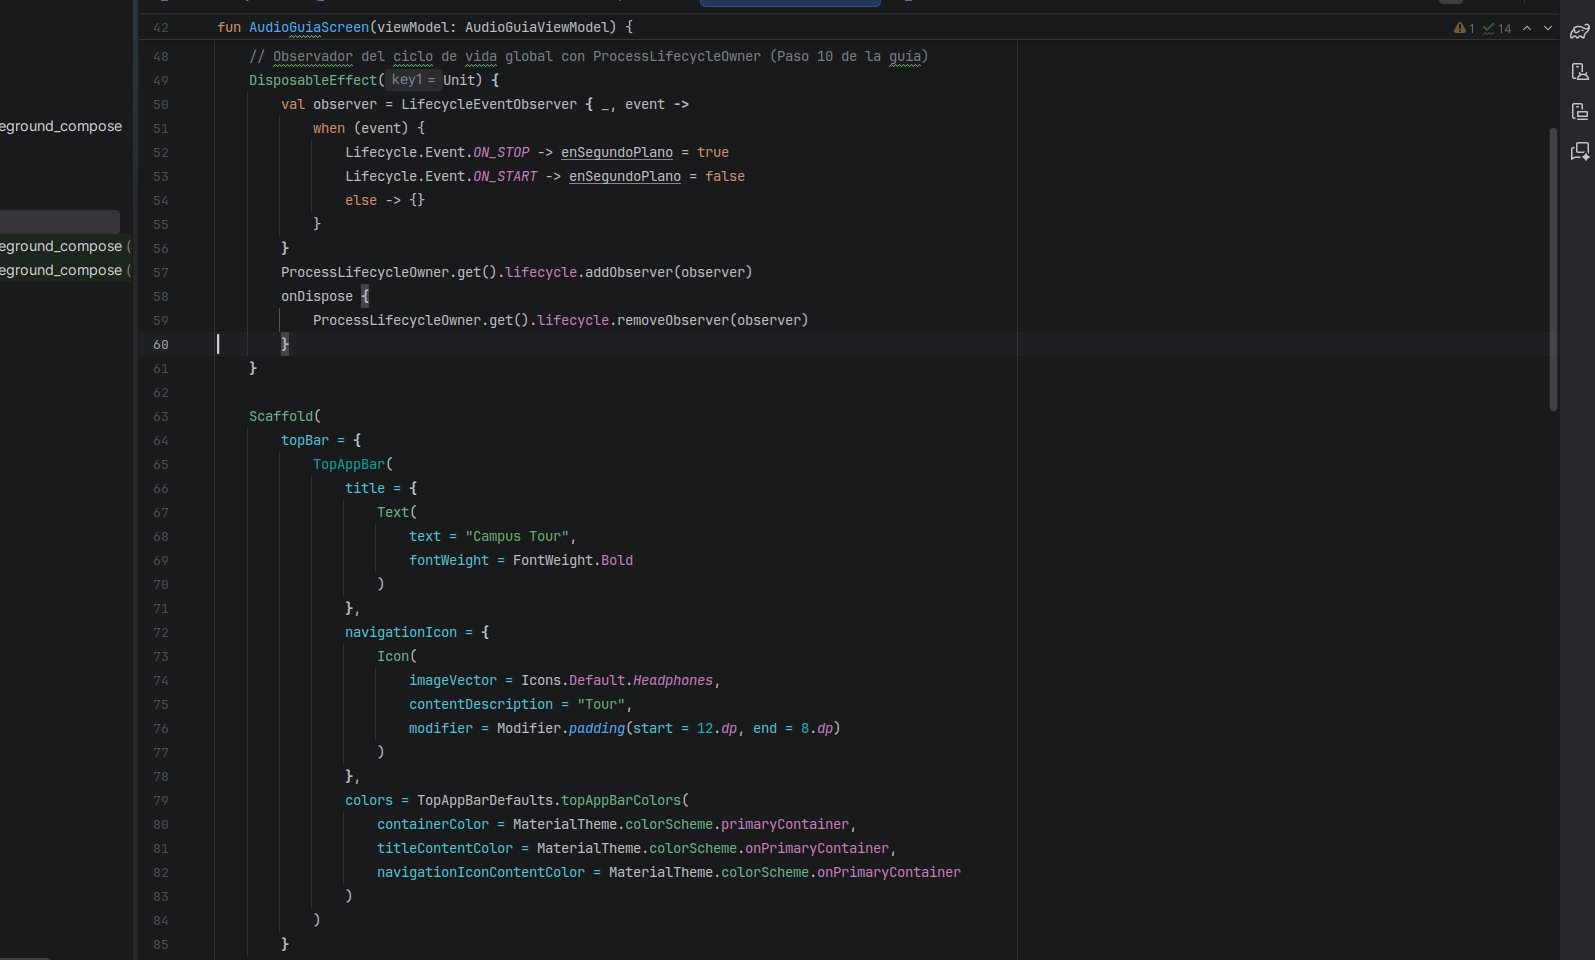 42 fun AudioGuiaScreen(viewModel: AudioGuiaViewModel) {
1 14
48 // Observador del ciclo de vida global con ProcessLifecycleOwner (Paso 10 de la guía)
49 DisposableEffect( key1 = Unit) {
50 val observer = LifecycleEventObserver { _, event ->
51 when (event) {
52 Lifecycle.Event.ON_STOP -> enSegundoPlano = true
53 Lifecycle.Event.ON_START -> enSegundoPlano = false
54 else -> {}
55 }
56 }
57 ProcessLifecycleOwner.get().lifecycle.addObserver(observer)
58 onDispose {
59 ProcessLifecycleOwner.get().lifecycle.removeObserver(observer)
60 }
61 }
62
63 Scaffold(
64 topBar = {
65 TopAppBar(
66 title = {
67 Text(
68 text = "Campus Tour",
69 fontWeight = FontWeight.Bold
70 )
71 },
72 navigationIcon = {
73 Icon(
74 imageVector = Icons.Default.Headphones,
75 contentDescription = "Tour",
76 modifier = Modifier.padding(start = 12.dp, end = 8.dp)
77 )
78 },
79 colors = TopAppBarDefaults.topAppBarColors(
80 containerColor = MaterialTheme.colorScheme.primaryContainer,
81 titleContentColor = MaterialTheme.colorScheme.onPrimaryContainer,
82 navigationIconContentColor = MaterialTheme.colorScheme.onPrimaryContainer
83 )
84 )
85 }
eground_compose
eground_compose (
eground_compose (